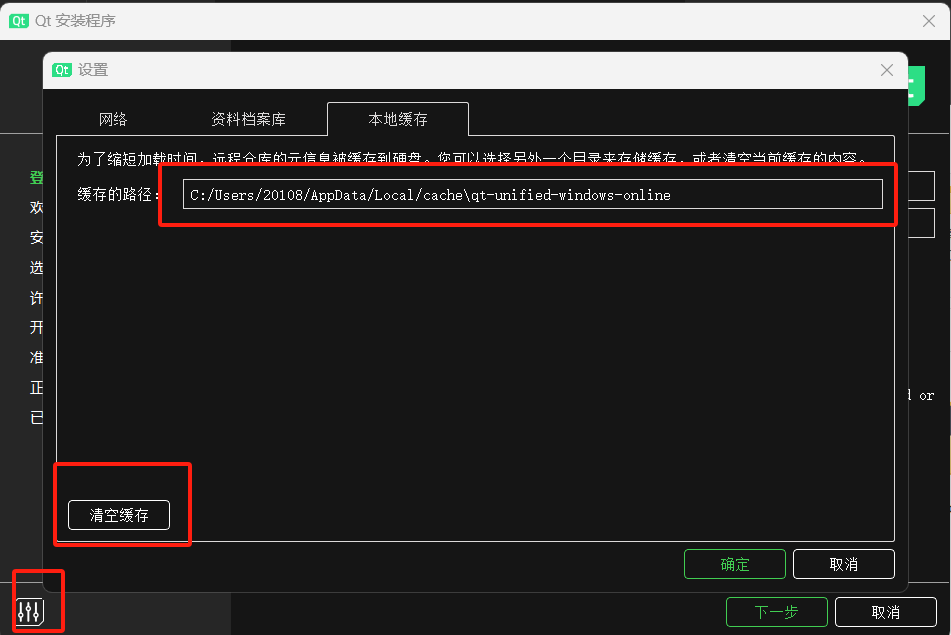 Qt Qt 安装程序
Qt 设置
网络 资料档案库 本地缓存
为了缩短加载时间，远程仓库的元信息被缓存到硬盘。您可以选择另外一个目录来存储缓存，或者清空当前缓存的内容。
缓存的路径： C:/Users/20108/AppData/Local/cache\qt-unified-windows-online
登
欢
安
选
许
开
准
正
已
or
清空缓存
确定 取消
下一步 取消